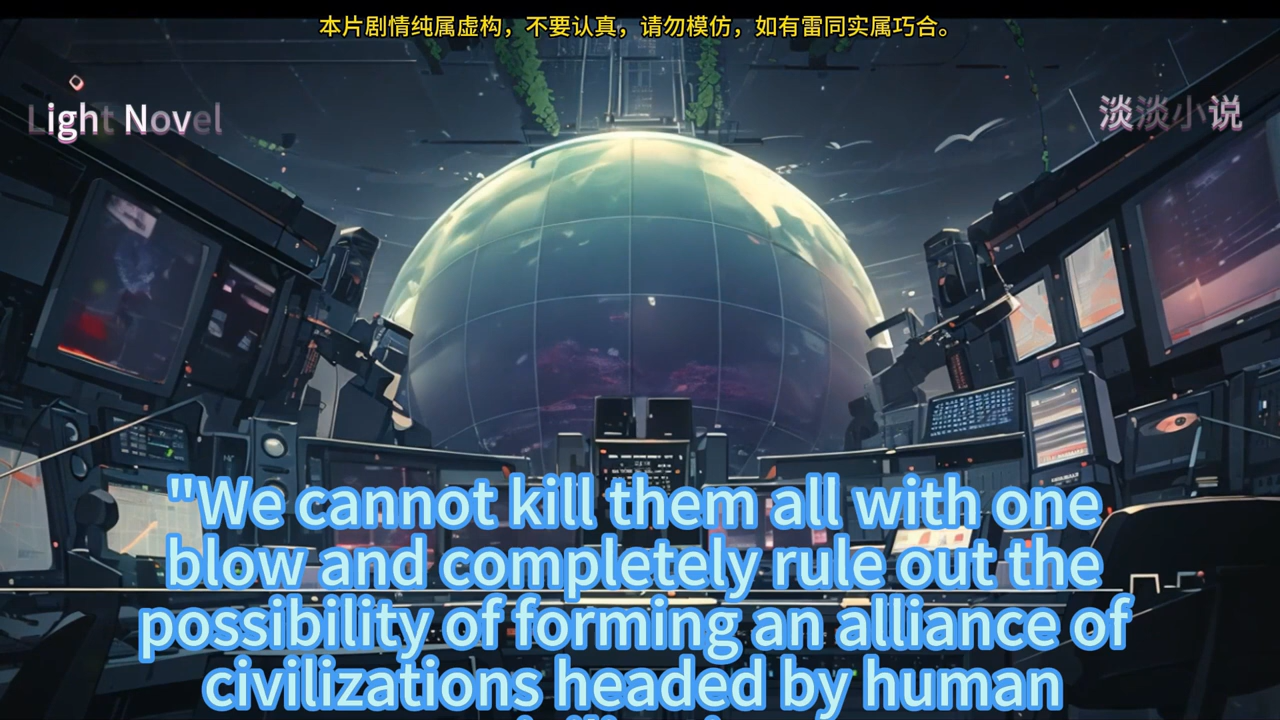 本片剧情纯属虚构，不要认真，请勿模仿，如有雷同实属巧合。
Light Novel
淡淡小说
"We cannot kill them all with one
blow and completely rule out the
possibility of forming an alliance of
civilizations headed by human